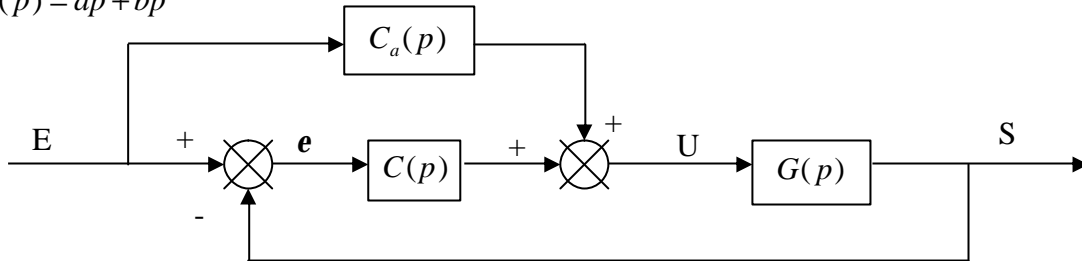 (p) = ap + bp
C_a(p)
E
+
e
C(p)
+
+
U
G(p)
S
-